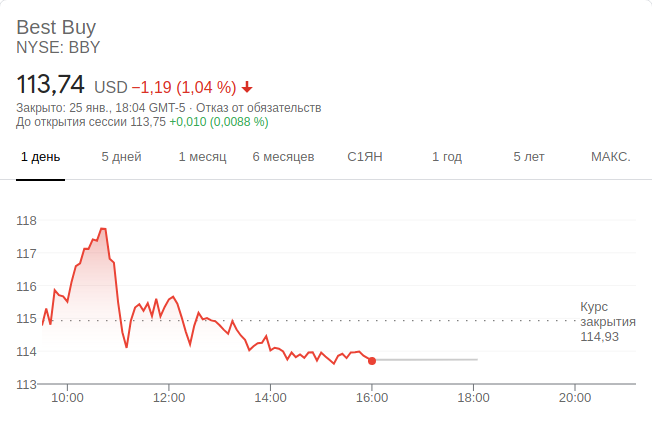 Best Buy
NYSE: BBY
113,74 USD −1,19 (1,04 %)
Закрыто: 25 янв., 18:04 GMT-5 · Отказ от обязательств
До открытия сессии 113,75 +0,010 (0,0088 %)
1 день 5 дней 1 месяц 6 месяцев С1ЯН 1 год 5 лет МАКС.
118
117
116
115
114
113
Курс
закрытия
114,93
10:00 12:00 14:00 16:00 18:00 20:00